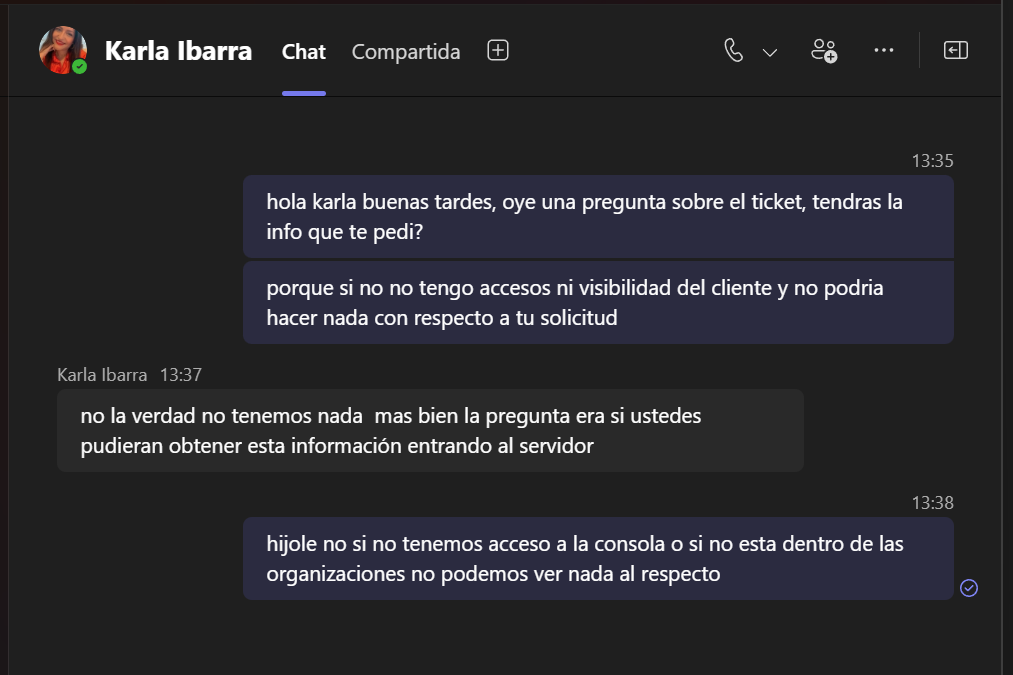 Karla Ibarra Chat Compartida
13:35
hola karla buenas tardes, oye una pregunta sobre el ticket, tendras la
info que te pedi?
porque si no no tengo accesos ni visibilidad del cliente y no podria
hacer nada con respecto a tu solicitud
Karla Ibarra 13:37
no la verdad no tenemos nada  mas bien la pregunta era si ustedes
pudieran obtener esta información entrando al servidor
13:38
hijole no si no tenemos acceso a la consola o si no esta dentro de las
organizaciones no podemos ver nada al respecto